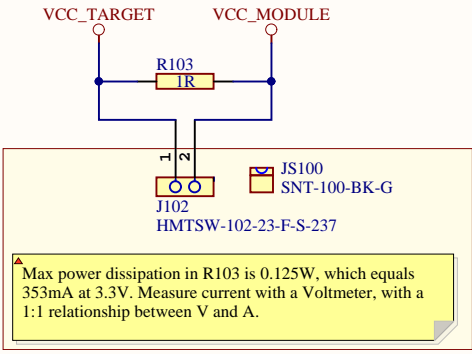 VCC_TARGET
VCC_MODULE
R103
1R
1
2
JS100
SNT-100-BK-G
J102
HMTSW-102-23-F-S-237
Max power dissipation in R103 is 0.125W, which equals
353mA at 3.3V. Measure current with a Voltmeter, with a
1:1 relationship between V and A.